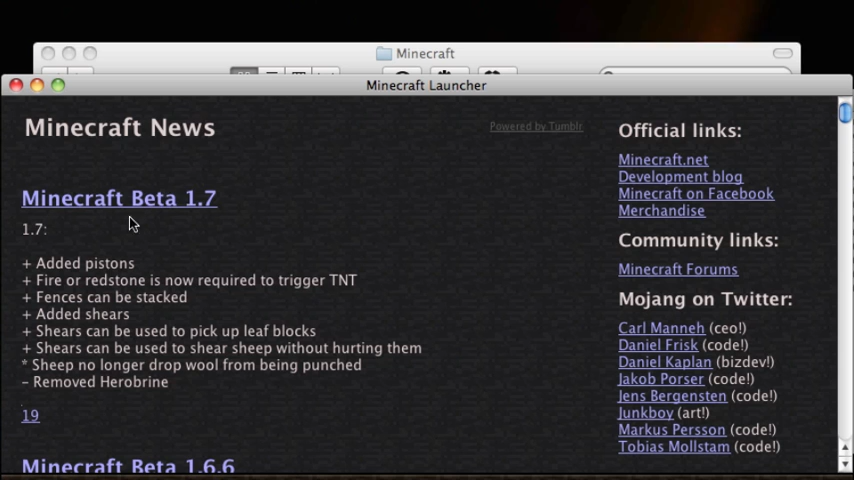 Minecraft
Minecraft Launcher
Minecraft News
Powered by Tumblr
Minecraft Beta 1.7
1.7:
+ Added pistons
+ Fire or redstone is now required to trigger TNT
+ Fences can be stacked
+ Added shears
+ Shears can be used to pick up leaf blocks
+ Shears can be used to shear sheep without hurting them
* Sheep no longer drop wool from being punched
- Removed Herobrine
19
Minecraft Beta 1.6.6
Official links:
Minecraft.net
Development blog
Minecraft on Facebook
Merchandise
Community links:
Minecraft Forums
Mojang on Twitter:
Carl Manneh (ceo!)
Daniel Frisk (code!)
Daniel Kaplan (bizdev!)
Jakob Porser (code!)
Jens Bergensten (code!)
Junkboy (art!)
Markus Persson (code!)
Tobias Mollstam (code!)